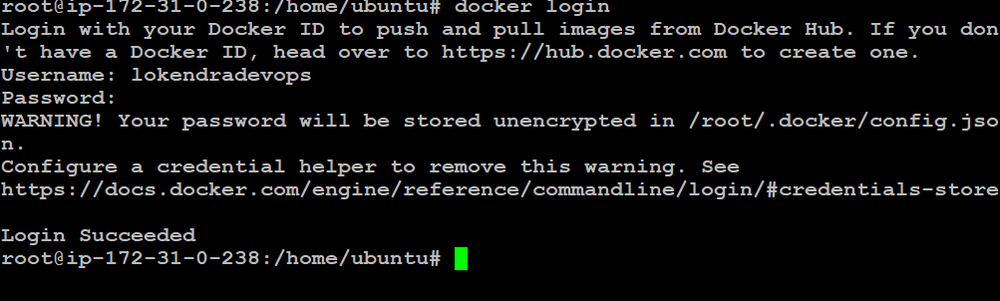 root@ip-172-31-0-238:/home/ubuntu# docker login
Login with your Docker ID to push and pull images from Docker Hub. If you don
't have a Docker ID, head over to https://hub.docker.com to create one.
Username: lokendradevops
Password:
WARNING! Your password will be stored unencrypted in /root/.docker/config.jso
n.
Configure a credential helper to remove this warning. See
https://docs.docker.com/engine/reference/commandline/login/#credentials-store
Login Succeeded
root@ip-172-31-0-238:/home/ubuntu#